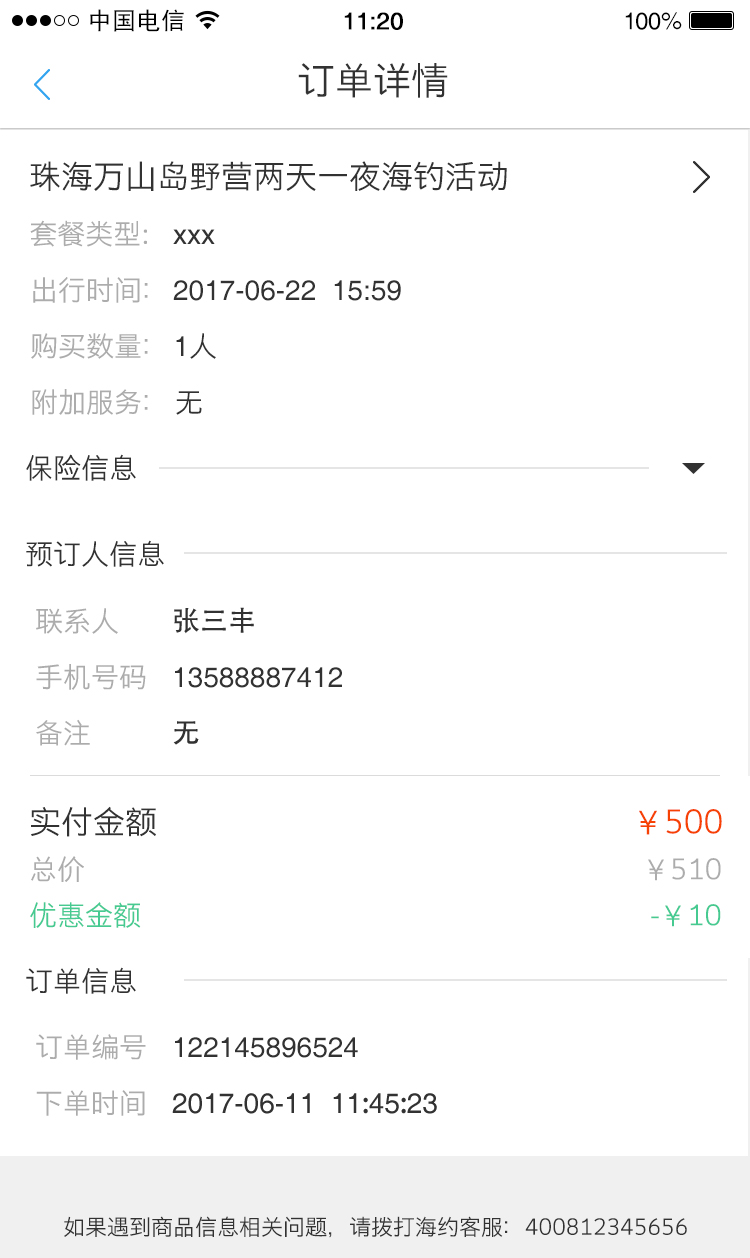 中国电信 11:20 100%
订单详情
珠海万山岛野营两天一夜海钓活动
套餐类型: xxx
出行时间: 2017-06-22 15:59
购买数量: 1人
附加服务: 无
保险信息
预订人信息
联系人 张三丰
手机号码 13588887412
备注 无
实付金额 ¥500
总价 ¥510
优惠金额 -¥10
订单信息
订单编号 122145896524
下单时间 2017-06-11 11:45:23
如果遇到商品信息相关问题，请拨打海约客服：400812345656